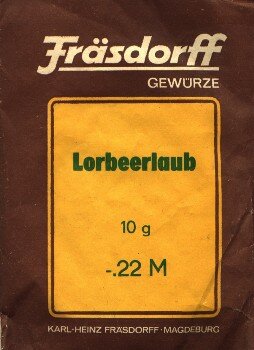 Fräsdorff
GEWÜRZE
Lorbeerlaub
10 g
-.22 M
KARL-HEINZ FRÄSDORFF · MAGDEBURG